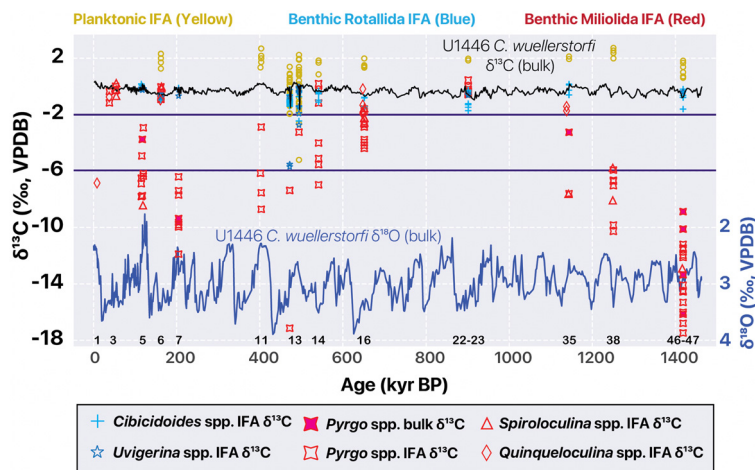 Planktonic IFA (Yellow) Benthic Rotallida IFA (Blue) Benthic Miliolida IFA (Red)
U1446 C. wuellerstorfi
δ¹³C (bulk)
2
-2
-6
-10
-14
-18
δ¹³C (‰, VPDB)
U1446 C. wuellerstorfi δ¹⁸O (bulk)
2
3
4
δ¹⁸O (‰, VPDB)
1 3 5 6 7 11 13 14 16 22-23 35 38 46-47
0 200 400 600 800 1000 1200 1400
Age (kyr BP)
Cibicidoides spp. IFA δ¹³C Pyrgo spp. bulk δ¹³C Spiroloculina spp. IFA δ¹³C
Uvigerina spp. IFA δ¹³C Pyrgo spp. IFA δ¹³C Quinqueloculina spp. IFA δ¹³C